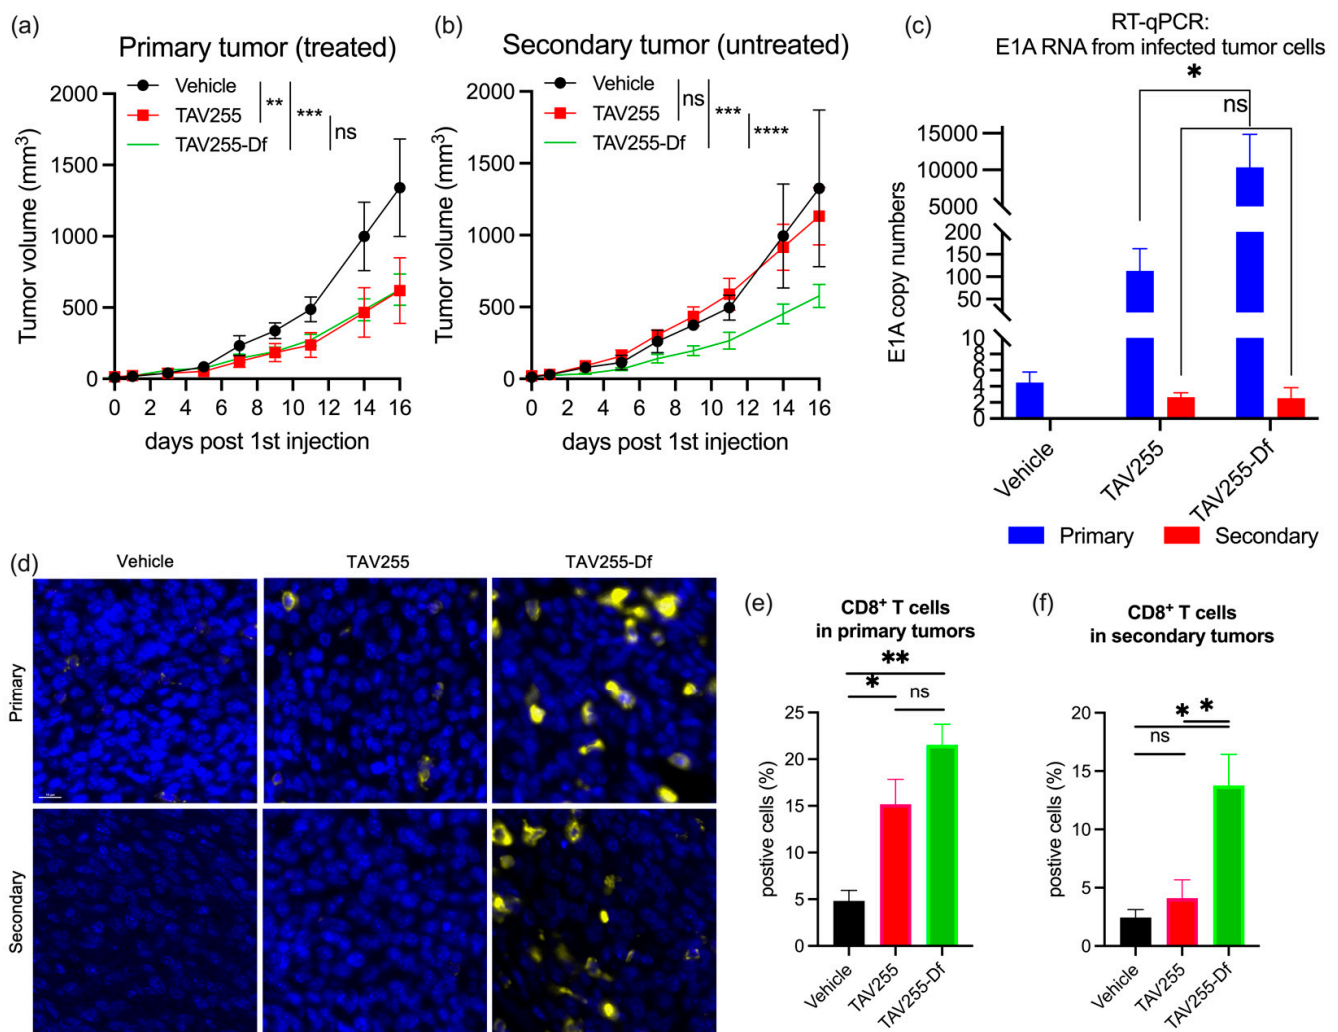 (a)
Primary tumor (treated)
Vehicle
TAV255
TAV255-Df
**
***
ns
Tumor volume (mm³)
2000
1500
1000
500
0
0 2 4 6 8 10 12 14 16
days post 1st injection
(b)
Secondary tumor (untreated)
Vehicle
TAV255
TAV255-Df
ns
***
****
Tumor volume (mm³)
2000
1500
1000
500
0
0 2 4 6 8 10 12 14 16
days post 1st injection
(c)
RT-qPCR:
E1A RNA from infected tumor cells
*
ns
E1A copy numbers
15000
10000
5000
200
150
100
50
10
8
6
4
2
0
Vehicle
TAV255
TAV255-Df
Primary
Secondary
(d)
Vehicle
TAV255
TAV255-Df
Primary
Secondary
(e)
CD8⁺ T cells
in primary tumors
**
*
ns
postive cells (%)
25
20
15
10
5
0
Vehicle
TAV255
TAV255-Df
(f)
CD8⁺ T cells
in secondary tumors
* *
ns
postive cells (%)
20
15
10
5
0
Vehicle
TAV255
TAV255-Df